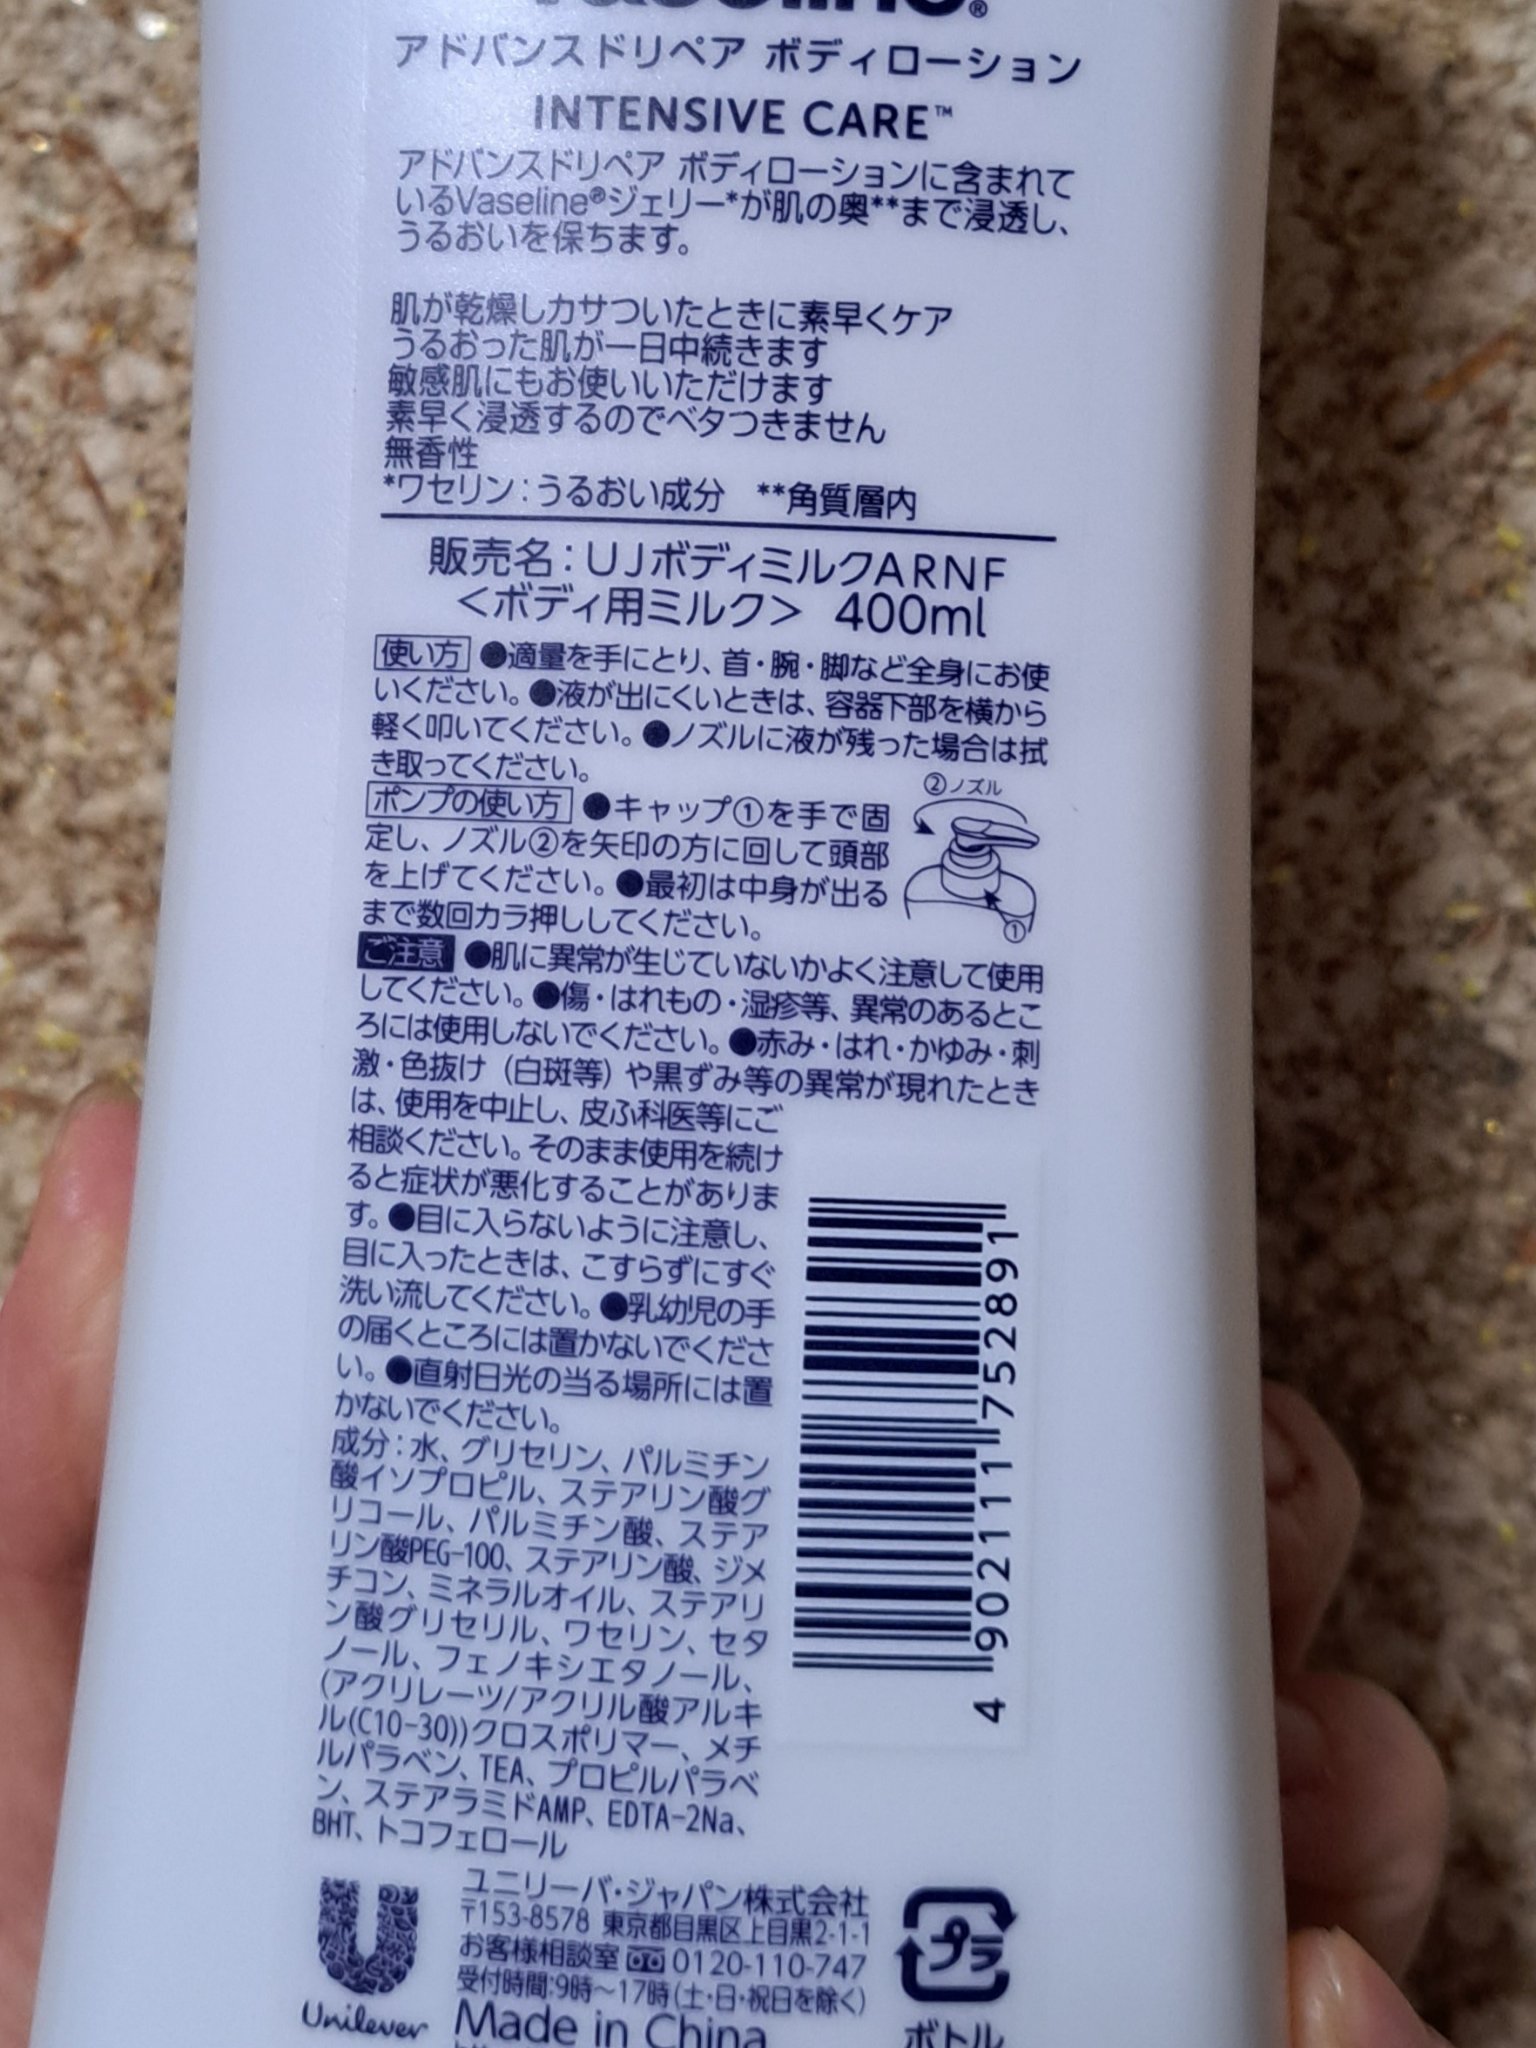 Vaseline®
アドバンスドリペア ボディローション
INTENSIVE CARE™
アドバンスドリペア ボディローションに含まれて
いるVaseline®ジェリー*が肌の奥**まで浸透し、
うるおいを保ちます。
肌が乾燥しカサついたときに素早くケア
うるおった肌が一日中続きます
敏感肌にもお使いいただけます
素早く浸透するのでベタつきません
無香性
*ワセリン：うるおい成分 **角質層内
販売名：UJボディミルクARNF
＜ボディ用ミルク＞ 400ml
使い方 ●適量を手にとり、首・腕・脚など全身にお使
いください。●液が出にくいときは、容器下部を横から
軽く叩いてください。●ノズルに液が残った場合は拭
き取ってください。
②ノズル
ポンプの使い方 ●キャップ①を手で固
定し、ノズル②を矢印の方に回して頭部
を上げてください。●最初は中身が出る
まで数回カラ押ししてください。
①
ご注意 ●肌に異常が生じていないかよく注意して使用
してください。●傷・はれもの・湿疹等、異常のあるとこ
ろには使用しないでください。●赤み・はれ・かゆみ・刺
激・色抜け（白斑等）や黒ずみ等の異常が現れたとき
は、使用を中止し、皮ふ科医等にご
相談ください。そのまま使用を続け
ると症状が悪化することがありま
す。●目に入らないように注意し、
目に入ったときは、こすらずにすぐ
洗い流してください。●乳幼児の手
の届くところには置かないでくださ
い。●直射日光の当る場所には置
かないでください。
成分：水、グリセリン、パルミチン
酸イソプロピル、ステアリン酸グ
リコール、パルミチン酸、ステア
リン酸PEG-100、ステアリン酸、ジメ
チコン、ミネラルオイル、ステアリ
ン酸グリセリル、ワセリン、セタ
ノール、フェノキシエタノール、
(アクリレーツ/アクリル酸アルキ
ル(C10-30))クロスポリマー、メチ
ルパラベン、TEA、プロピルパラベ
ン、ステアラミドAMP、EDTA-2Na、
BHT、トコフェロール
4 902111 752891
Unilever
ユニリーバ・ジャパン株式会社
〒153-8578 東京都目黒区上目黒2-1-1
お客様相談室 0120-110-747
受付時間:9時～17時(土・日・祝日を除く)
Made in China
プラ
ボトル